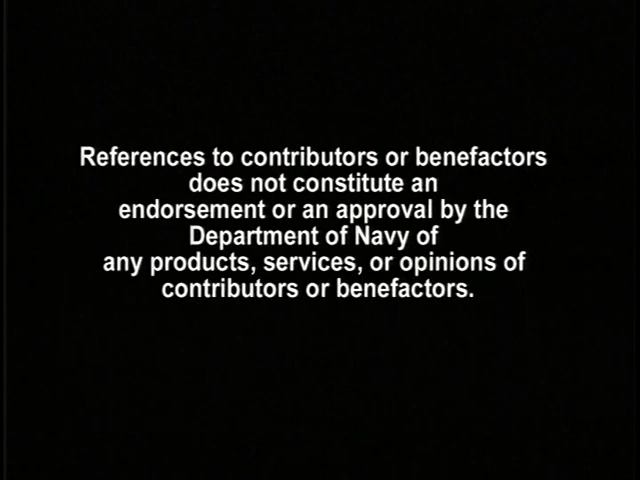 References to contributors or benefactors
does not constitute an
endorsement or an approval by the
Department of Navy of
any products, services, or opinions of
contributors or benefactors.